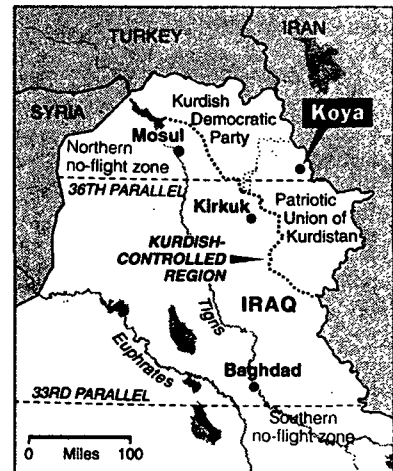 TURKEY
IRAN
SYRIA
Kurdish
Democratic
Party
Koya
Mosul
Northern
no-flight zone
36TH PARALLEL
Kirkuk
Patriotic
Union of
Kurdistan
KURDISH-
CONTROLLED
REGION
IRAQ
Tigris
Euphrates
Baghdad
33RD PARALLEL
Southern
no-flight zone
0 100
Miles